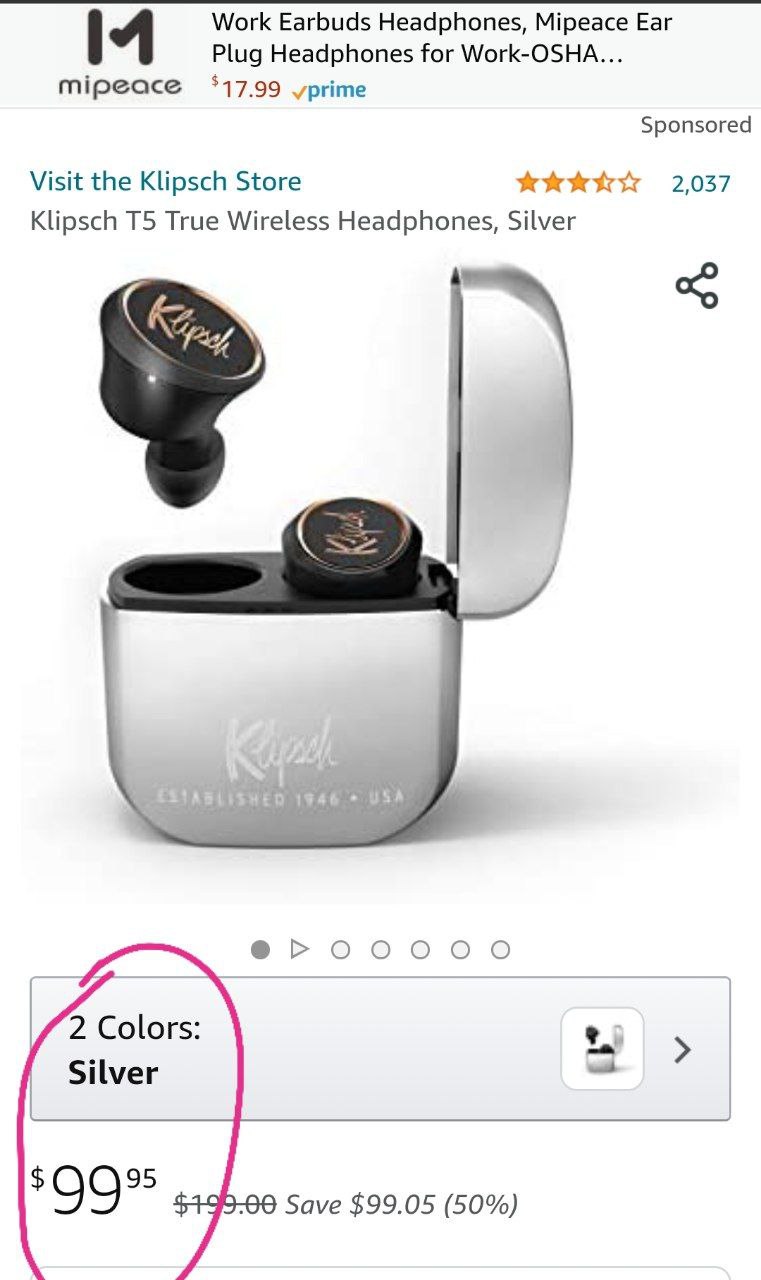 mipeace
Work Earbuds Headphones, Mipeace Ear
Plug Headphones for Work-OSHA…
$17.99 prime
Sponsored
Visit the Klipsch Store 2,037
Klipsch T5 True Wireless Headphones, Silver
Klipsch
Klipsch
Klipsch
ESTABLISHED 1946 • USA
2 Colors:
Silver
$99.95 $199.00 Save $99.05 (50%)